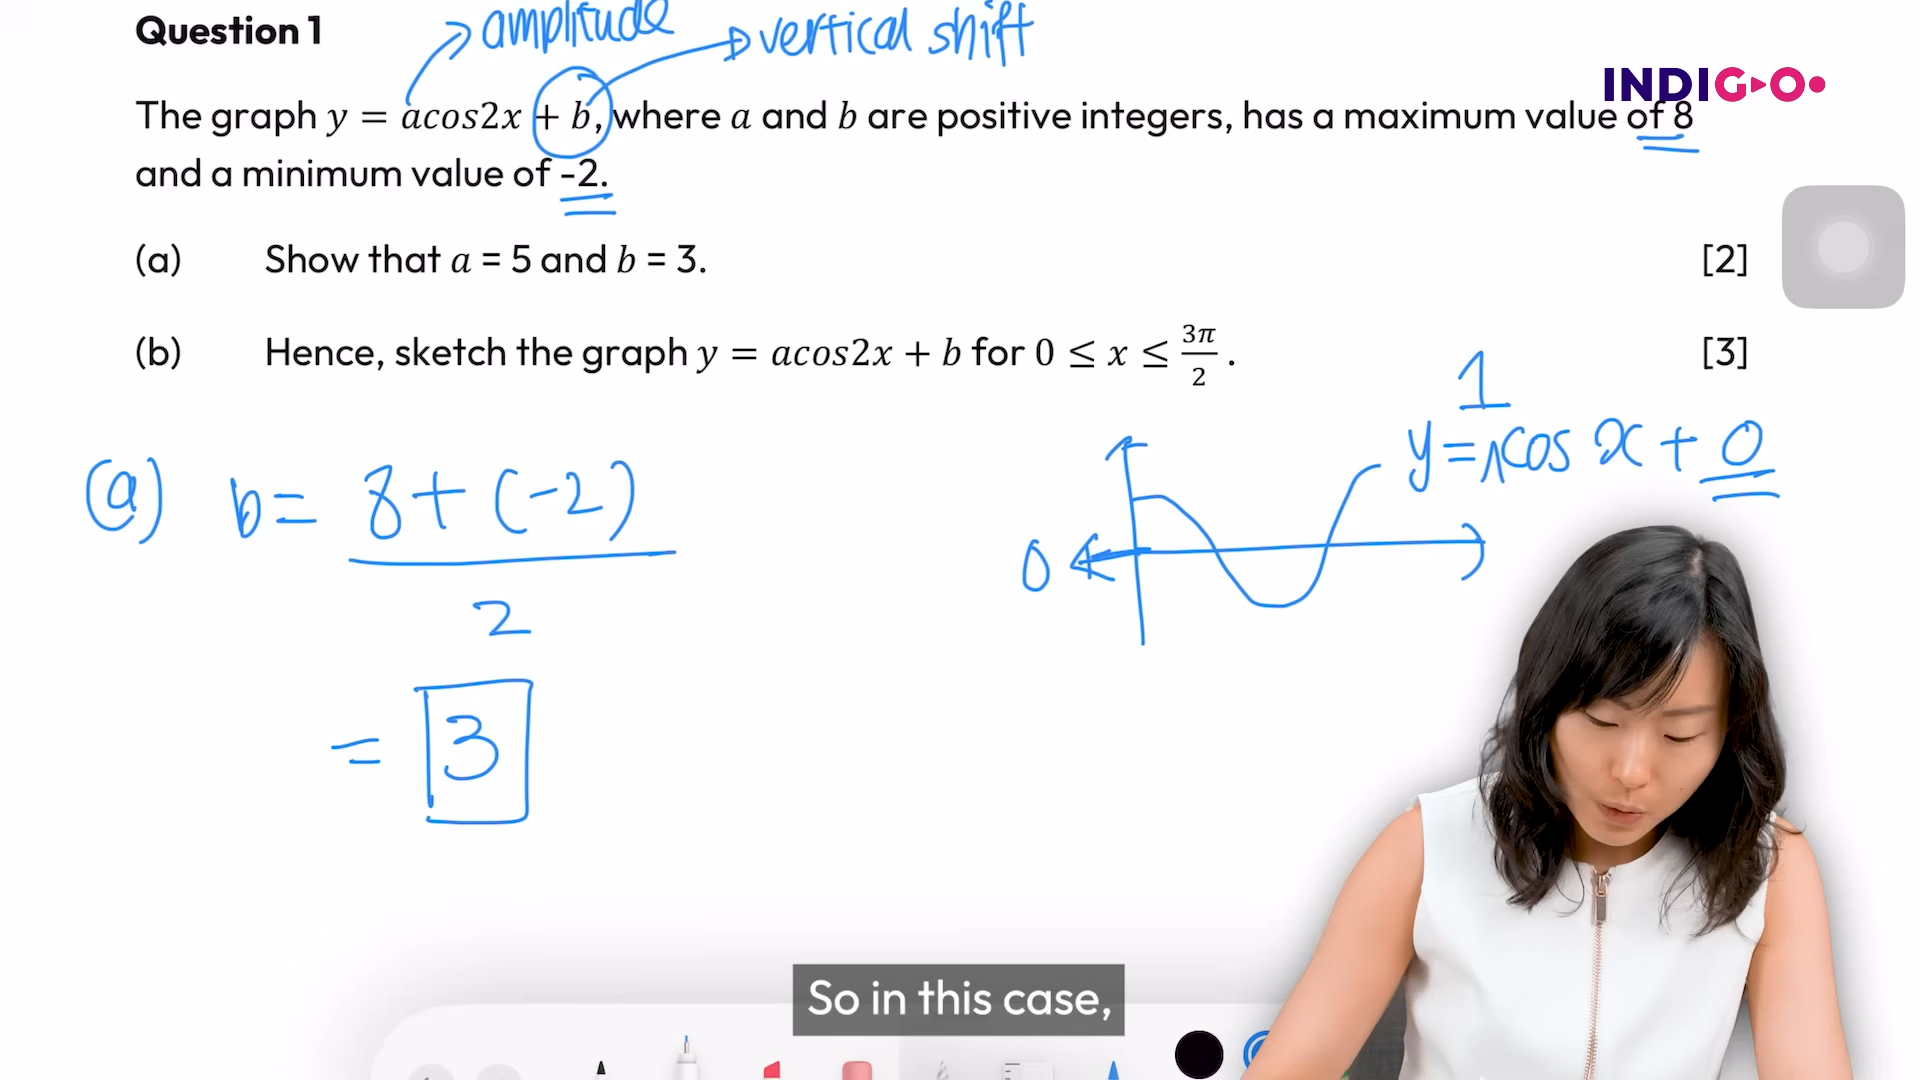 Question 1
amplitude
vertical shift
INDIGO
The graph y = acos2x + b, where a and b are positive integers, has a maximum value of 8
and a minimum value of -2.
(a) Show that a = 5 and b = 3. [2]
(b) Hence, sketch the graph y = acos2x + b for 0 ≤ x ≤ 3π/2 . [3]
1
y = 1cos x + 0
(a) b = 8 + (-2)
2
0
= 3
So in this case,